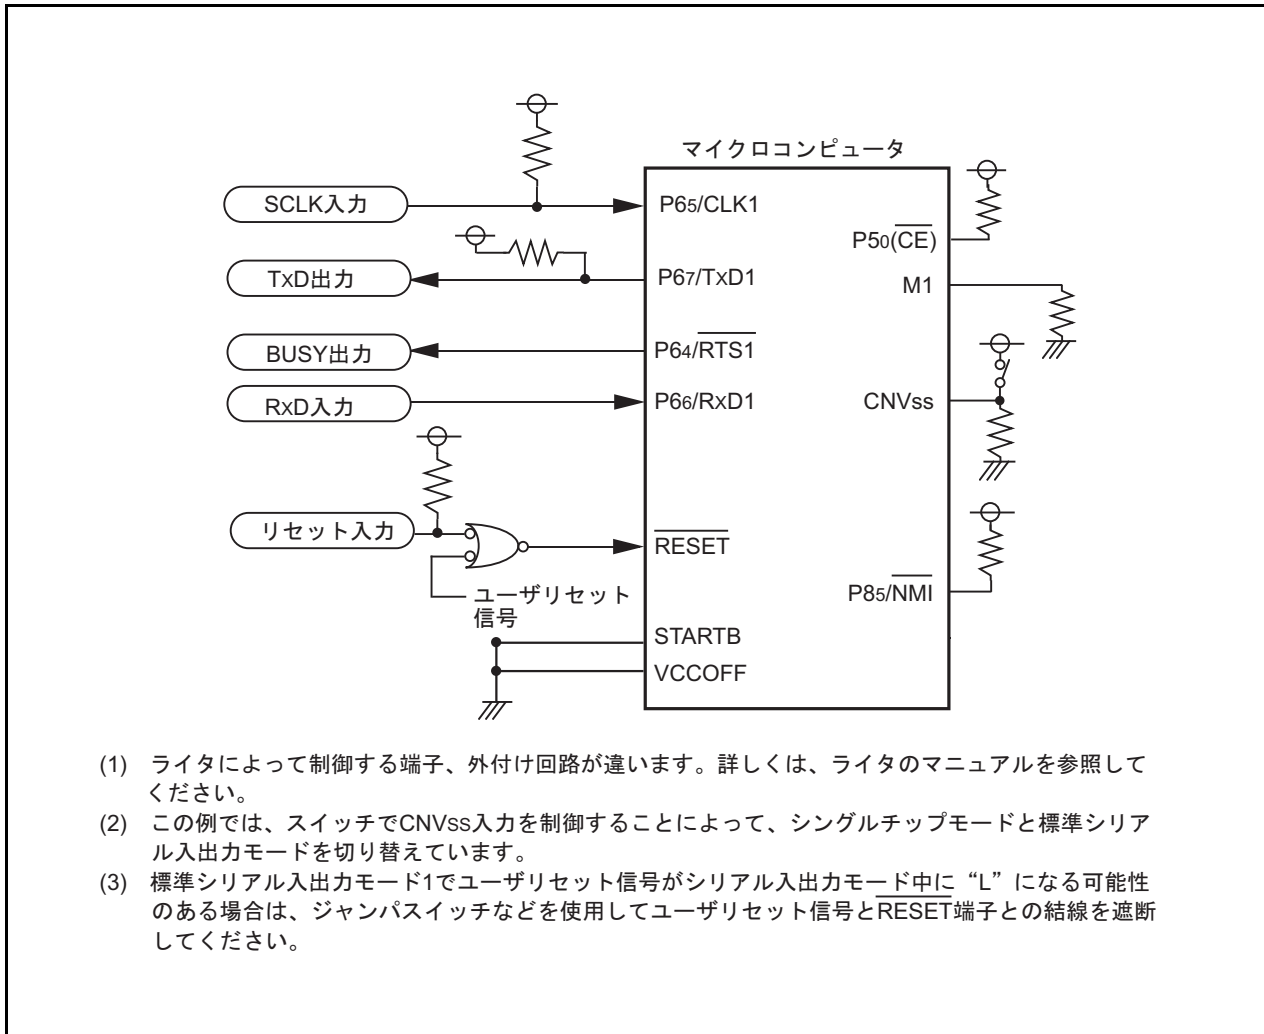 マイクロコンピュータ
SCLK入力
P65/CLK1
P50(CE)
TxD出力
P67/TxD1
M1
BUSY出力
P64/RTS1
RxD入力
P66/RxD1
CNVss
リセット入力
RESET
ユーザリセット
信号
P85/NMI
STARTB
VCCOFF
(1) ライタによって制御する端子、外付け回路が違います。詳しくは、ライタのマニュアルを参照して
ください。
(2) この例では、スイッチでCNVss入力を制御することによって、シングルチップモードと標準シリア
ル入出力モードを切り替えています。
(3) 標準シリアル入出力モード1でユーザリセット信号がシリアル入出力モード中に“L”になる可能性
のある場合は、ジャンパスイッチなどを使用してユーザリセット信号とRESET端子との結線を遮断
してください。